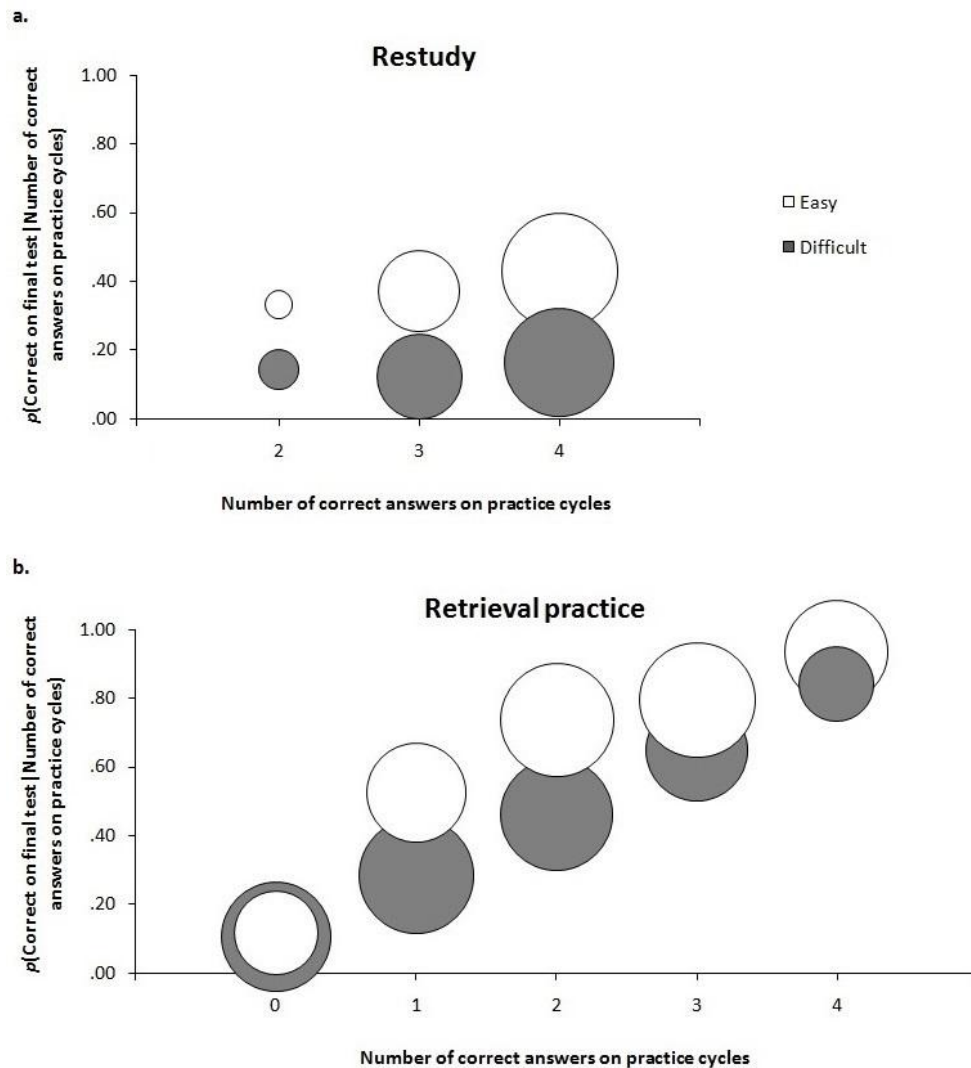 a.
Restudy
p(Correct on final test|Number of correct
answers on practice cycles)
1.00
.80
.60
.40
.20
.00
2 3 4
Number of correct answers on practice cycles
Easy
Difficult
b.
Retrieval practice
p(Correct on final test|Number of correct
answers on practice cycles)
1.00
.80
.60
.40
.20
.00
0 1 2 3 4
Number of correct answers on practice cycles